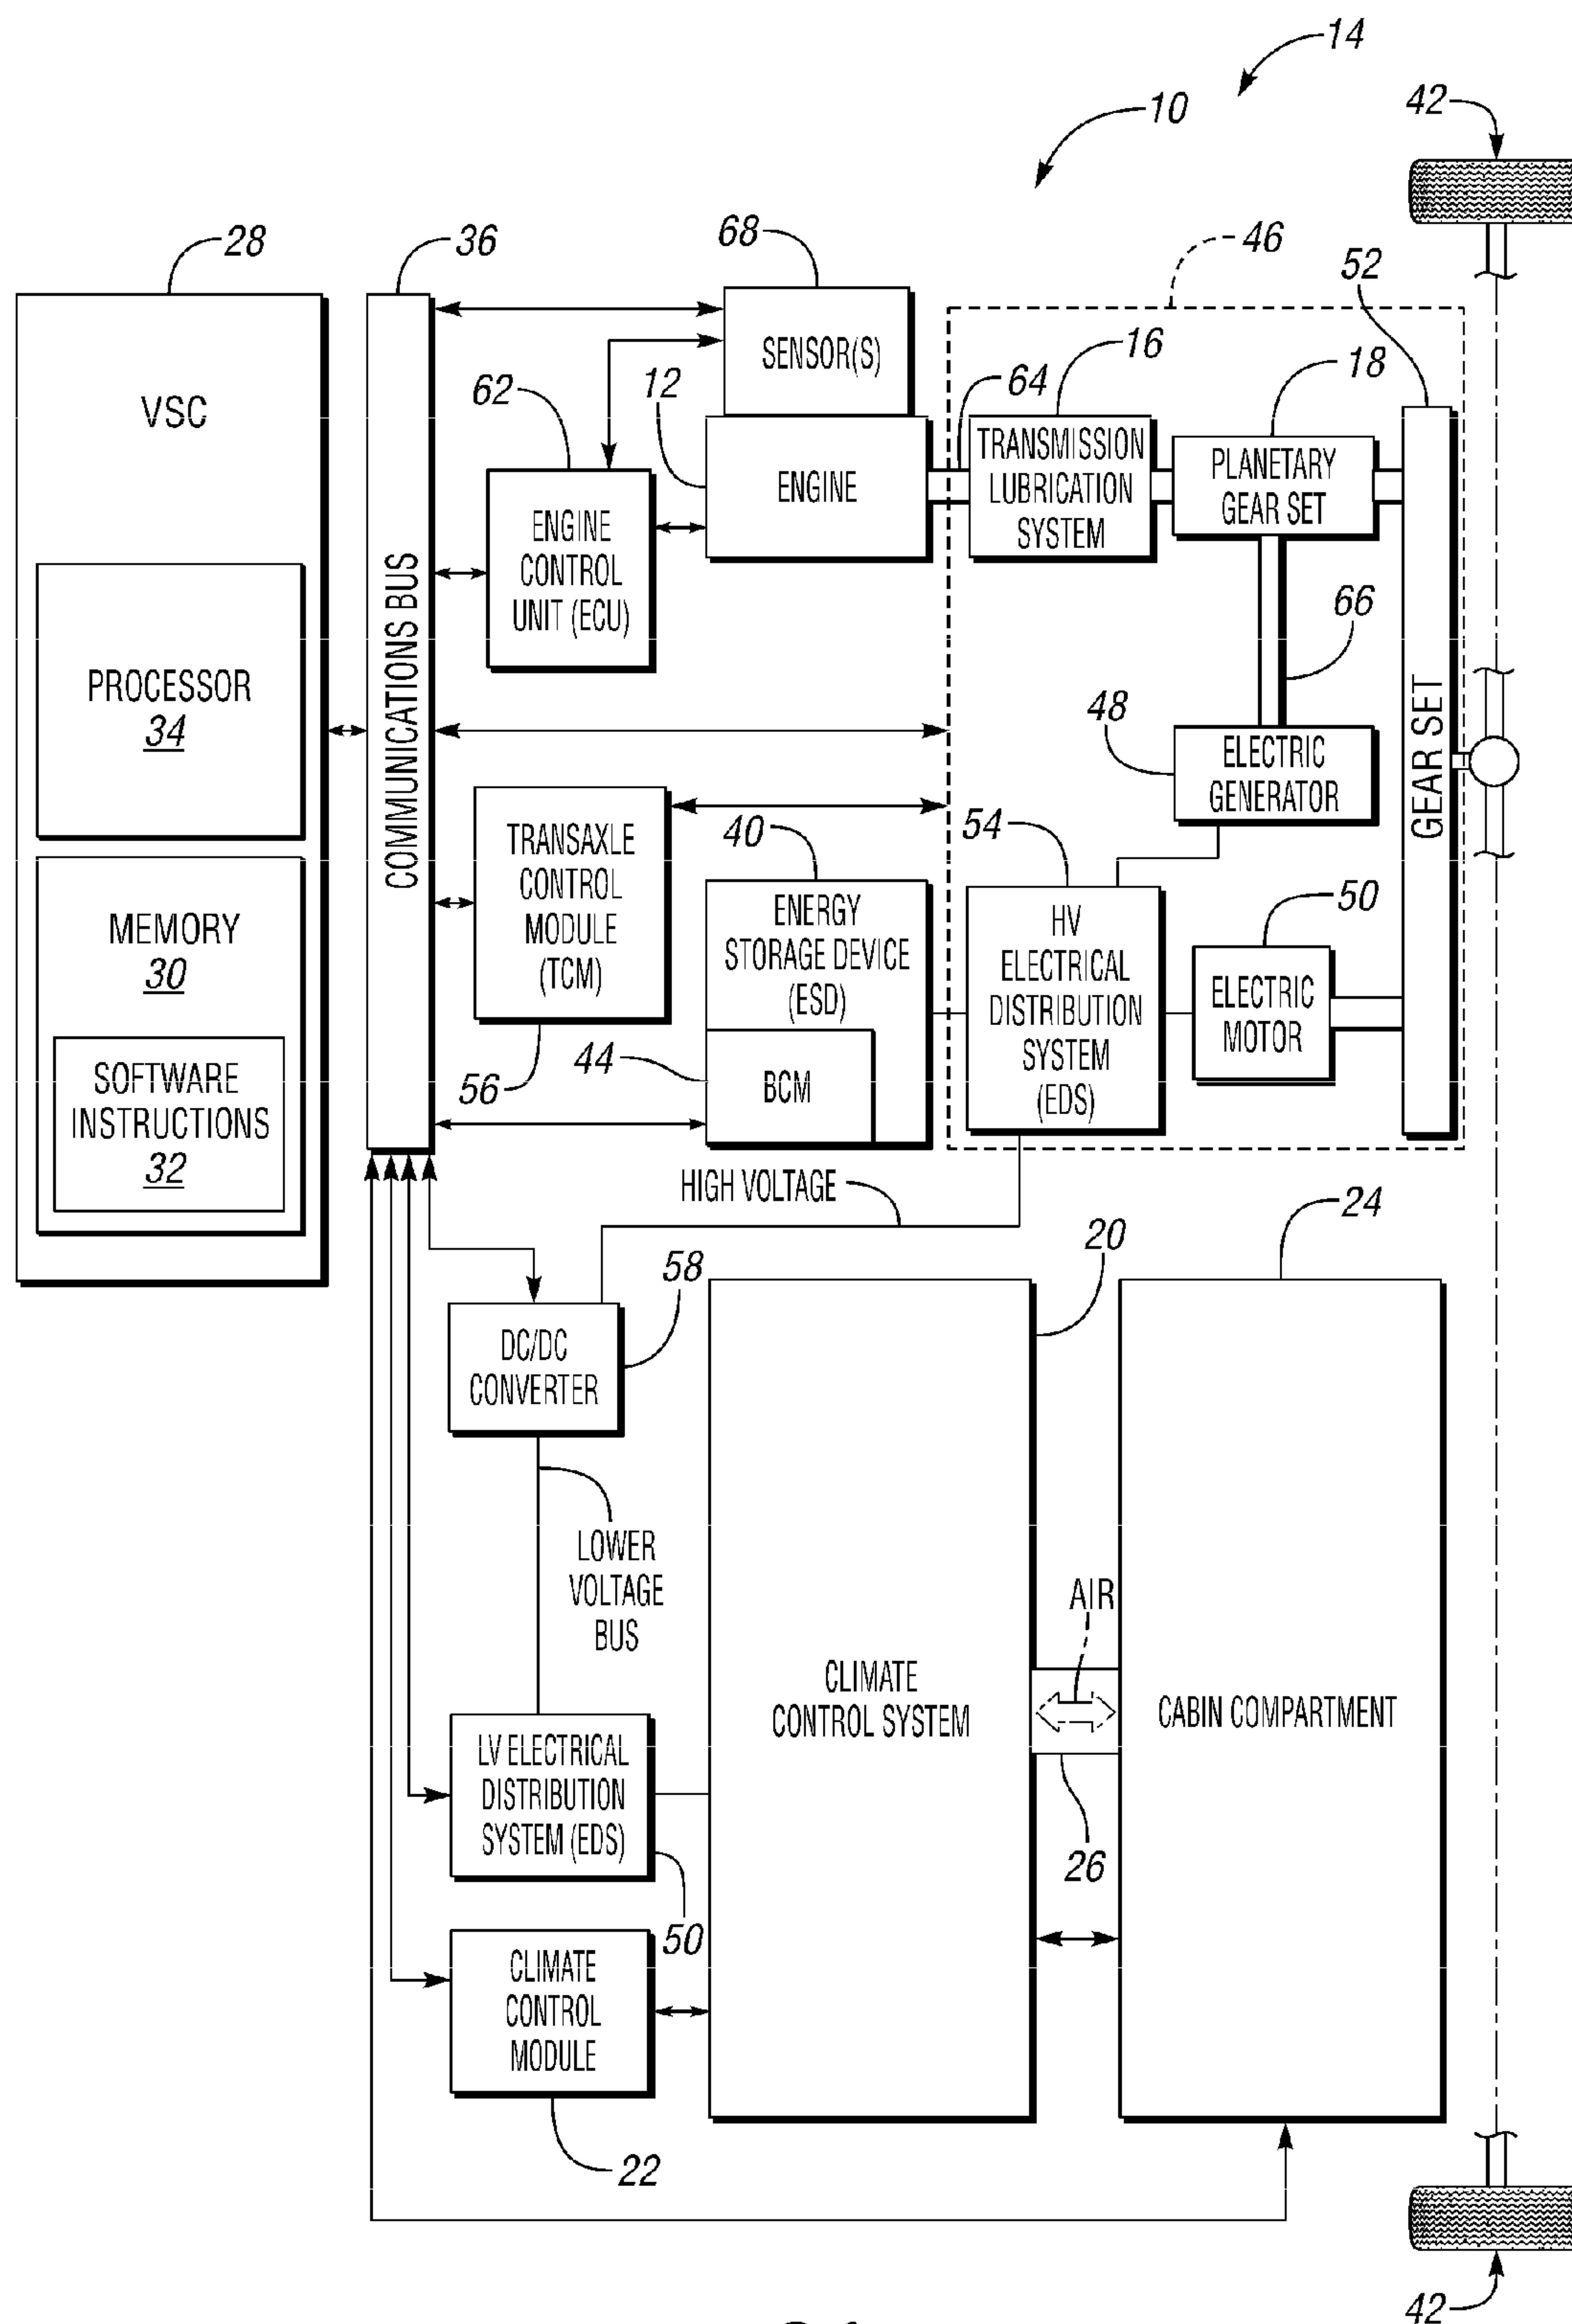 14
10
42
28
36
68
46
52
VSC
SENSOR(S)
62
12
64
16
18
ENGINE
TRANSMISSION
LUBRICATION
SYSTEM
PLANETARY
GEAR SET
ENGINE
CONTROL
UNIT (ECU)
COMMUNICATIONS BUS
66
PROCESSOR
34
48
ELECTRIC
GENERATOR
GEAR SET
TRANSAXLE
CONTROL
MODULE
(TCM)
56
40
54
ENERGY
STORAGE DEVICE
(ESD)
44
BCM
HV
ELECTRICAL
DISTRIBUTION
SYSTEM
(EDS)
50
ELECTRIC
MOTOR
MEMORY
30
SOFTWARE
INSTRUCTIONS
32
HIGH VOLTAGE
20
24
58
DC/DC
CONVERTER
LOWER
VOLTAGE
BUS
AIR
CLIMATE
CONTROL SYSTEM
CABIN COMPARTMENT
LV ELECTRICAL
DISTRIBUTION
SYSTEM (EDS)
26
50
CLIMATE
CONTROL
MODULE
22
42